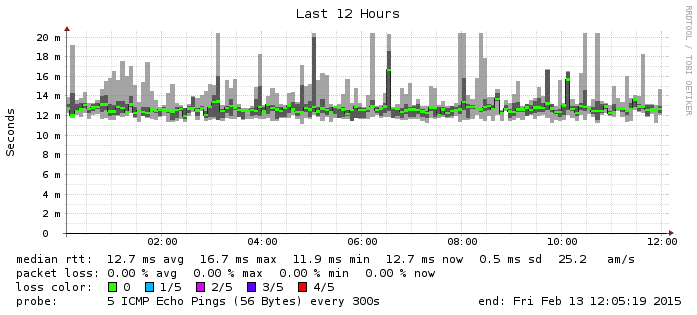 Last 12 Hours
RRDTOOL / TOBI OETIKER
Seconds
20 m
18 m
16 m
14 m
12 m
10 m
8 m
6 m
4 m
2 m
0
02:00 04:00 06:00 08:00 10:00 12:00
median rtt: 12.7 ms avg 16.7 ms max 11.9 ms min 12.7 ms now 0.5 ms sd 25.2 am/s
packet loss: 0.00 % avg 0.00 % max 0.00 % min 0.00 % now
loss color: 0 1/5 2/5 3/5 4/5
probe: 5 ICMP Echo Pings (56 Bytes) every 300s end: Fri Feb 13 12:05:19 2015